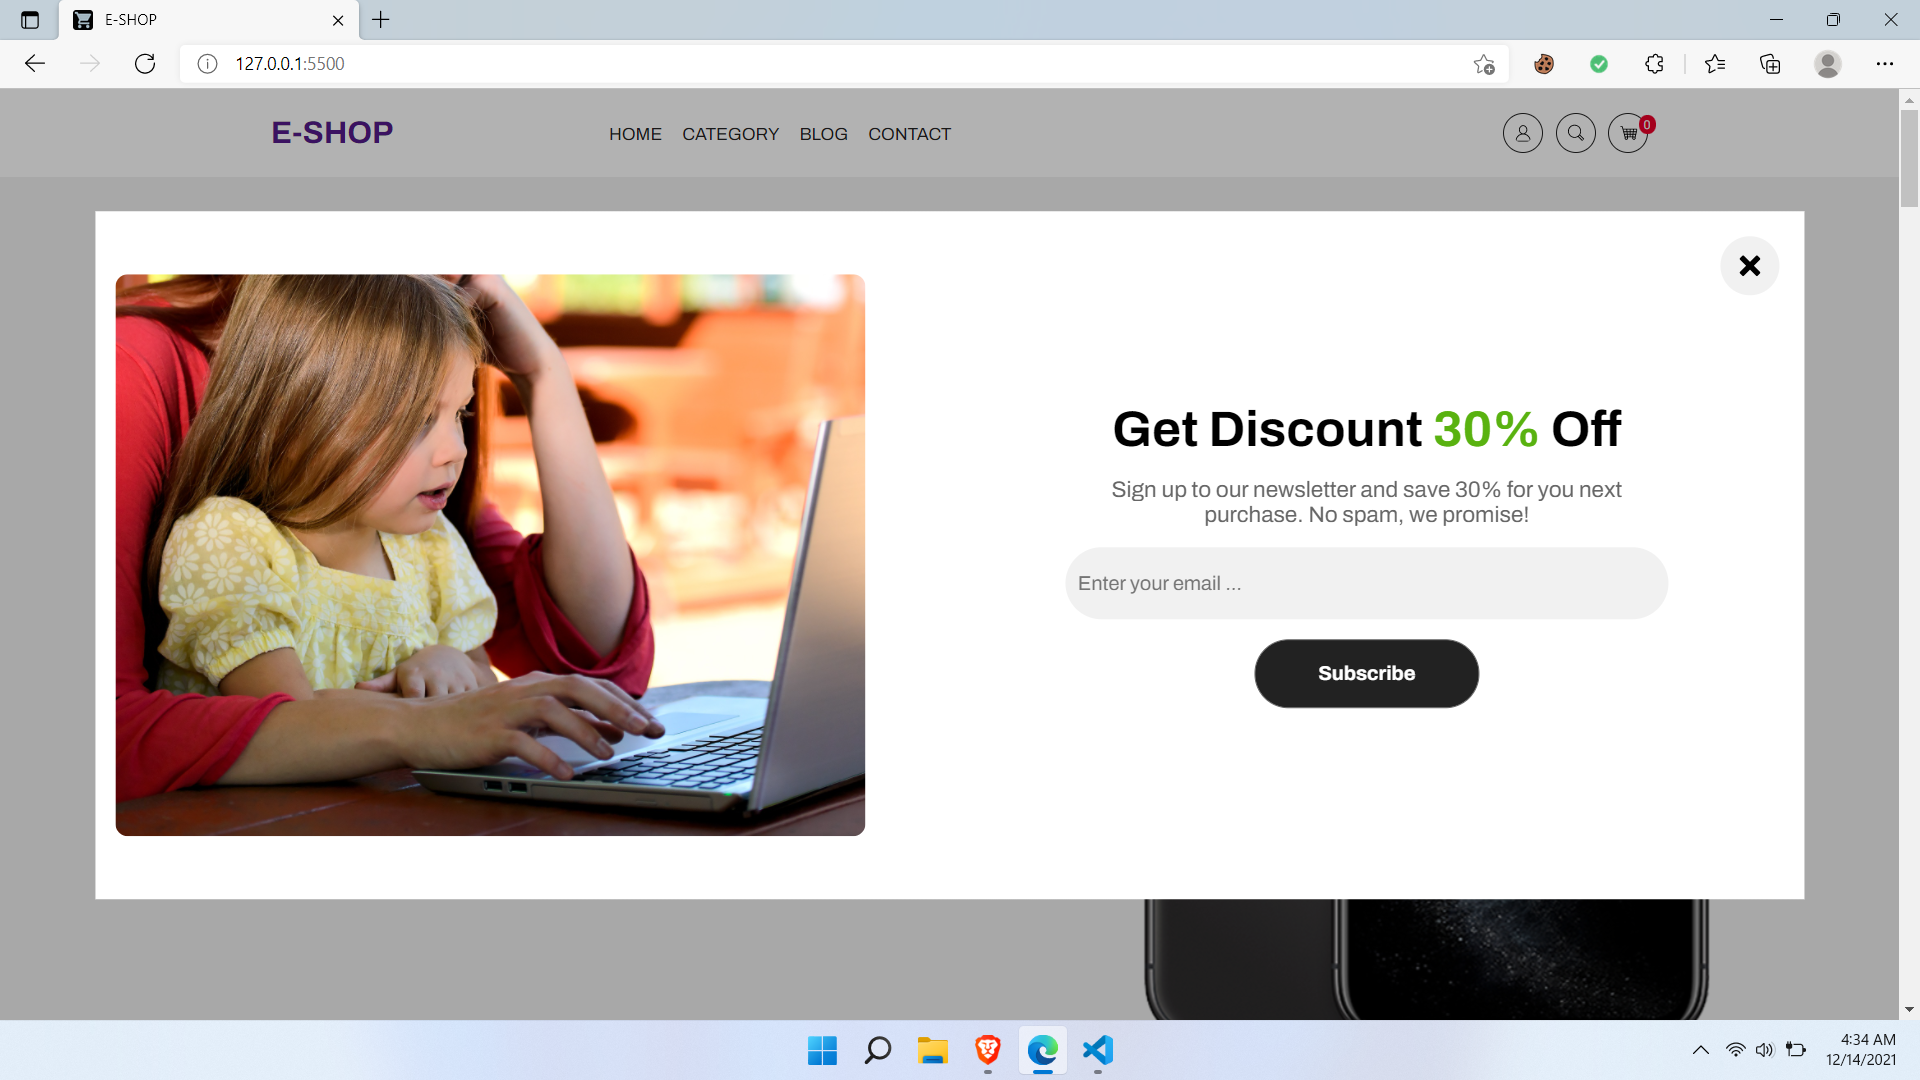 E-SHOP
127.0.0.1:5500
E-SHOP
HOME CATEGORY BLOG CONTACT
0
Get Discount 30% Off
Sign up to our newsletter and save 30% for you next
purchase. No spam, we promise!
Enter your email ...
Subscribe
4:34 AM
12/14/2021